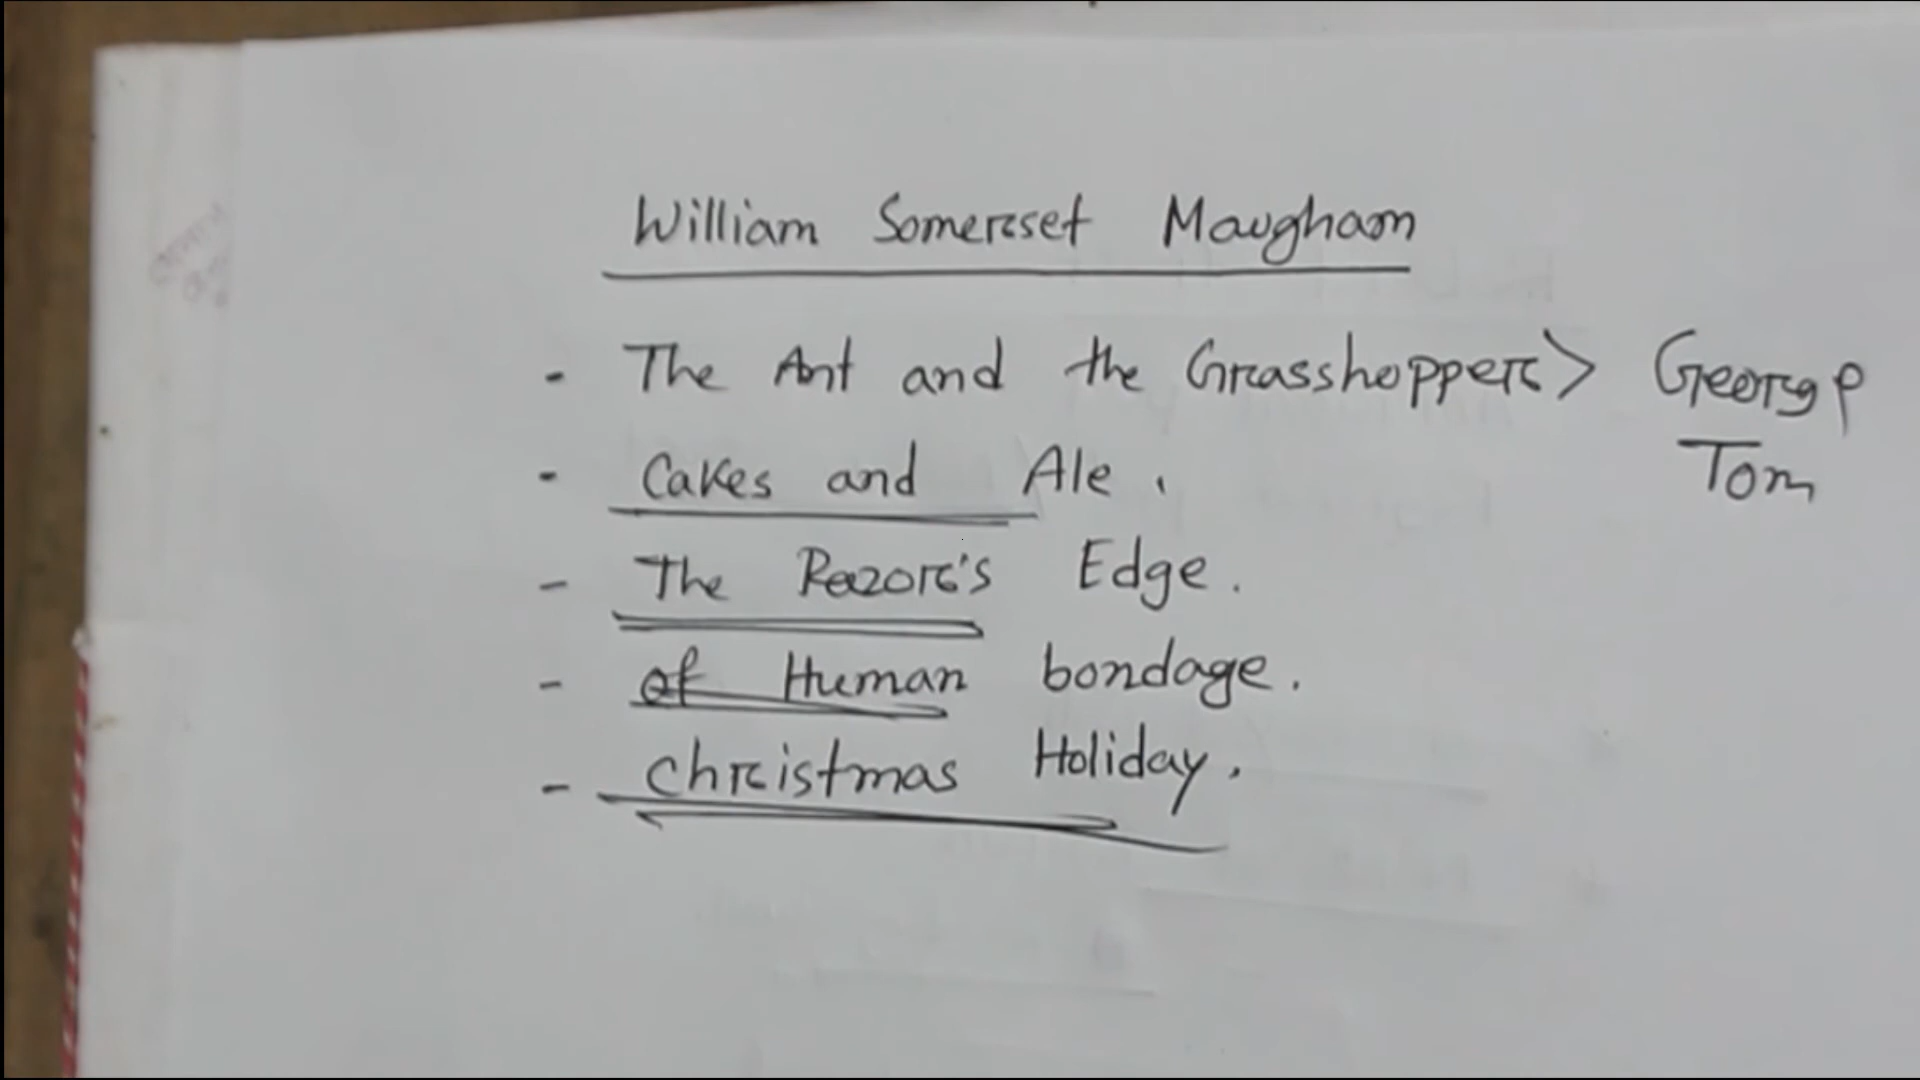 William Somerset Maugham
- The Ant and the Grasshopper > George
Tom
- Cakes and Ale.
- The Razor's Edge.
- of Human bondage.
- Christmas Holiday.